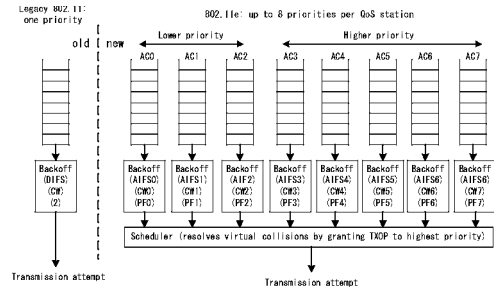 Legacy 802.11:
one priority
802.11e: up to 8 priorities per QoS station
old
new
Lower priority
Higher priority
AC0 AC1 AC2 AC3 AC4 AC5 AC6 AC7
Backoff Backoff Backoff Backoff Backoff Backoff Backoff Backoff Backoff
(DIFS) (AIFS0) (AIFS1) (AIF2) (AIFS3) (AIFS4) (AIFS5) (AIFS6) (AIFS6)
(CW) (CW0) (CW1) (CW2) (CW3) (CW4) (CW5) (CW6) (CW7)
(2) (PF0) (PF1) (PF2) (PF3) (PF4) (PF5) (PF6) (PF7)
Scheduler (resolves virtual collisions by granting TXOP to highest priority)
Transmission attempt
Transmission attempt